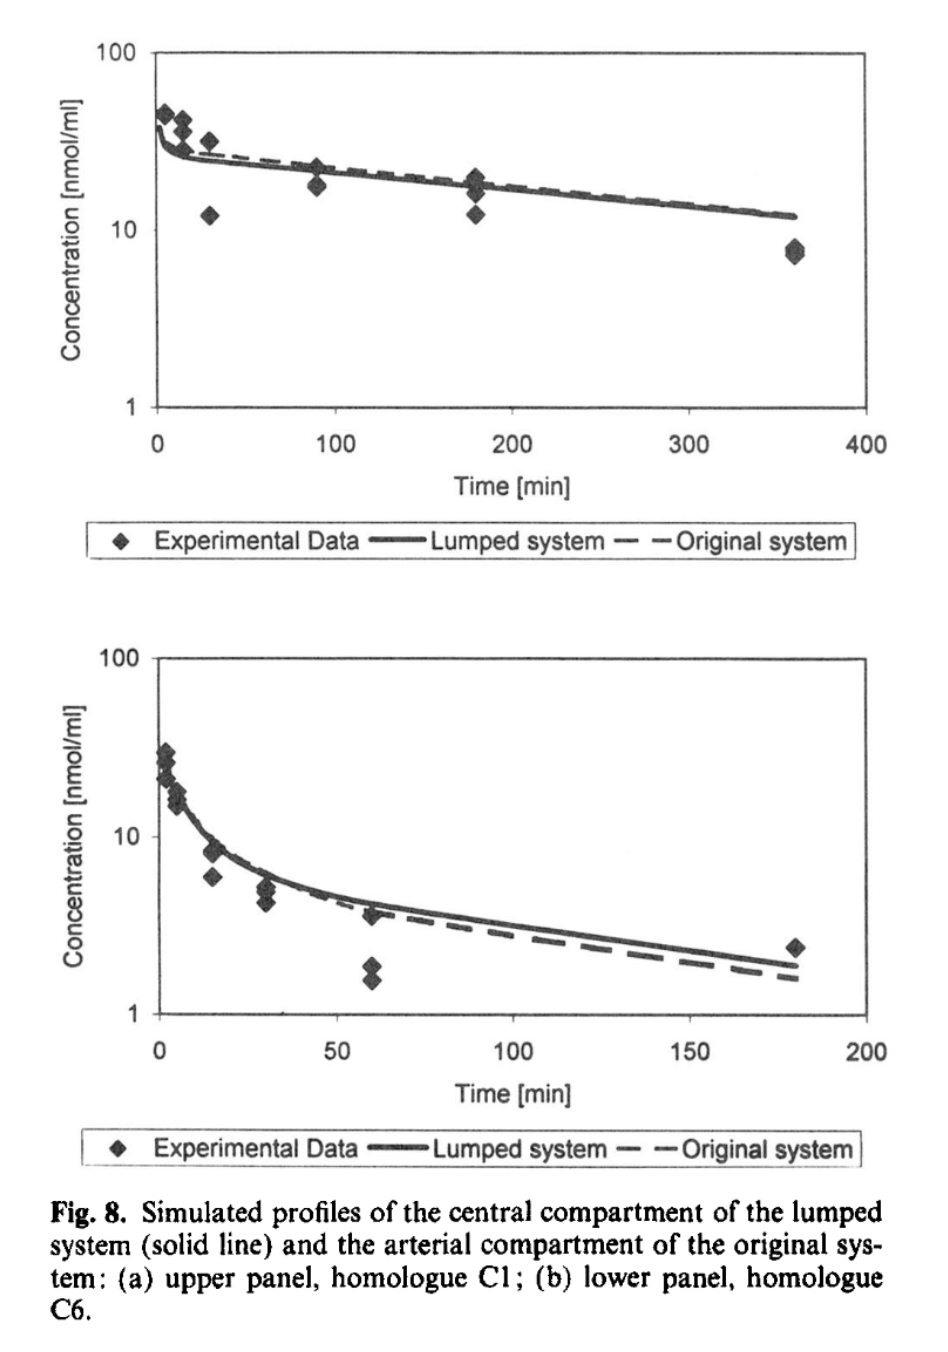 100
Concentration [nmol/ml]
10
1
0 100 200 300 400
Time [min]
Experimental Data Lumped system Original system
100
Concentration [nmol/ml]
10
1
0 50 100 150 200
Time [min]
Experimental Data Lumped system Original system
Fig. 8. Simulated profiles of the central compartment of the lumped
system (solid line) and the arterial compartment of the original sys-
tem: (a) upper panel, homologue C1; (b) lower panel, homologue
C6.